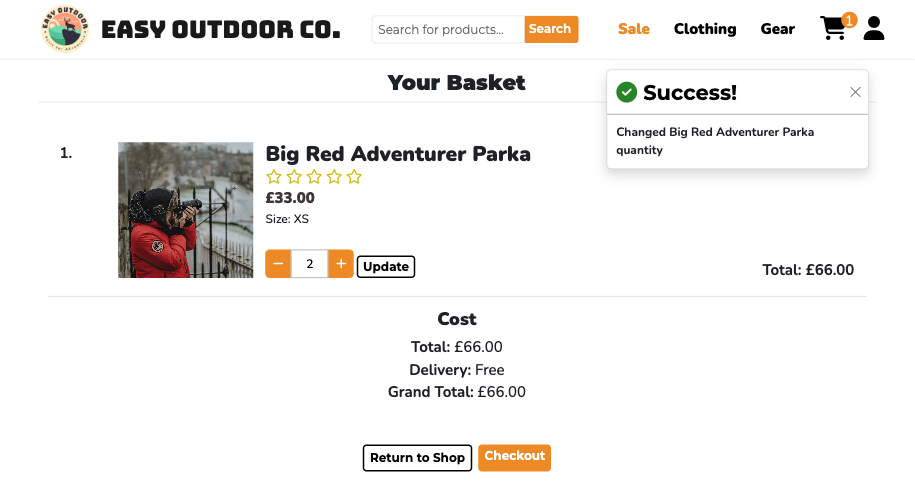 EASY OUTDOOR
EASY OUTDOOR CO.
Search for products...
Search
Sale
Clothing
Gear
1
Your Basket
Success!
Changed Big Red Adventurer Parka
quantity
1.
Big Red Adventurer Parka
£33.00
Size: XS
−
2
+
Update
Total: £66.00
Cost
Total: £66.00
Delivery: Free
Grand Total: £66.00
Return to Shop
Checkout